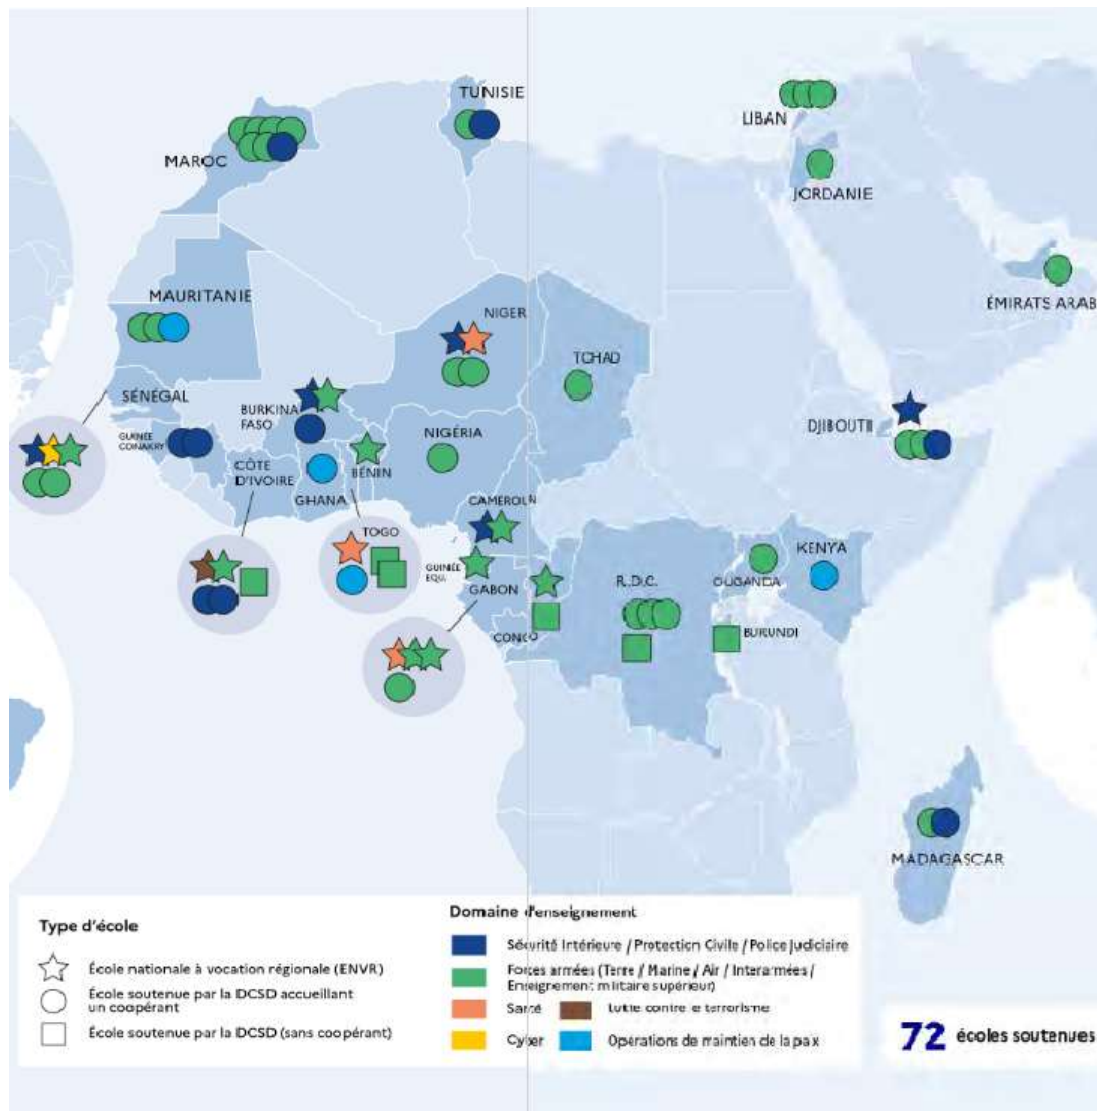 TUNISIE
LIBAN
MAROC
JORDANIE
MAURITANIE
NIGER
ÉMIRATS ARAB
TCHAD
SÉNÉGAL
BURKINA
FASO
DJIBOUTI
GUINÉE
CONAKRY
NIGÉRIA
CÔTE
D'IVOIRE
BÉNIN
GHANA
CAMEROUN
TOGO
KENYA
GUINÉE
EQU.
R.D.C.
OUGANDA
GABON
CONGO
BURUNDI
MADAGASCAR
Type d'école
École nationale à vocation régionale (ENVR)
École soutenue par la DCSD accueillant
un coopérant
École soutenue par la DCSD (sans coopérant)
Domaine d'enseignement
Sécurité Intérieure / Protection Civile / Police Judiciaire
Forces armées (Terre / Marine / Air / Interarmées /
Enseignement militaire supérieur)
Santé
Lutte contre le terrorisme
Cyber
Opérations de maintien de la paix
72 écoles soutenues